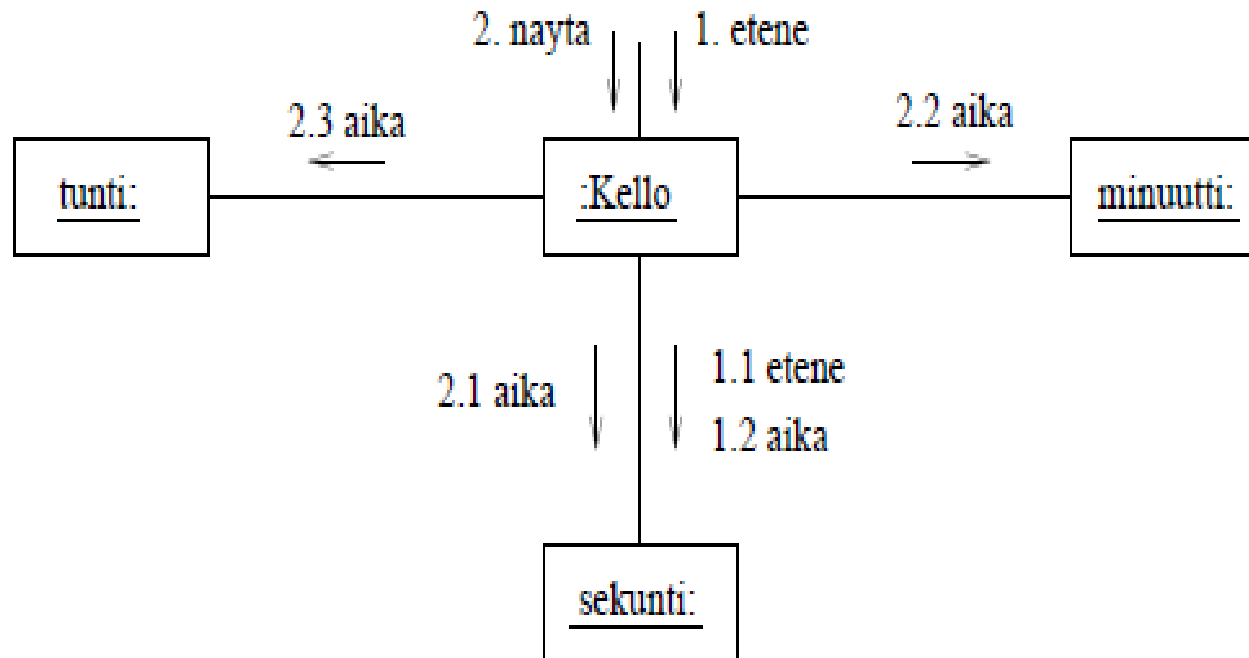 2. nayta
1. etene
2.3 aika
2.2 aika
tunti:
:Kello
minuutti:
2.1 aika
1.1 etene
1.2 aika
sekunti: